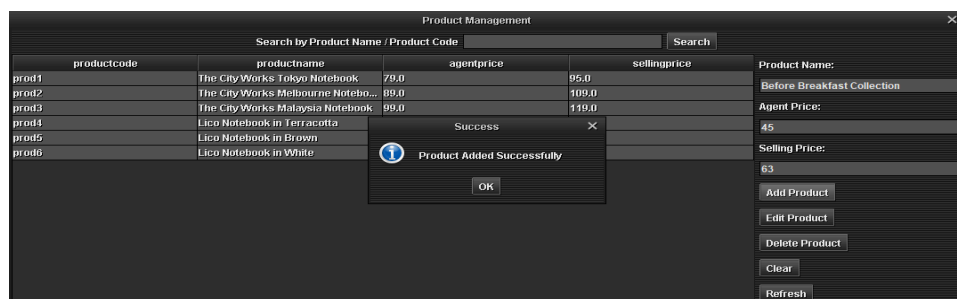 Product Management
Search by Product Name / Product Code
Search
productcode productname agentprice sellingprice
prod1 The City Works Tokyo Notebook 79.0 95.0
prod2 The City Works Melbourne Notebo... 89.0 109.0
prod3 The City Works Malaysia Notebook 99.0 119.0
prod4 Lico Notebook in Terracotta
prod5 Lico Notebook in Brown
prod6 Lico Notebook in White
Success
Product Added Successfully
OK
Product Name:
Before Breakfast Collection
Agent Price:
45
Selling Price:
63
Add Product
Edit Product
Delete Product
Clear
Refresh